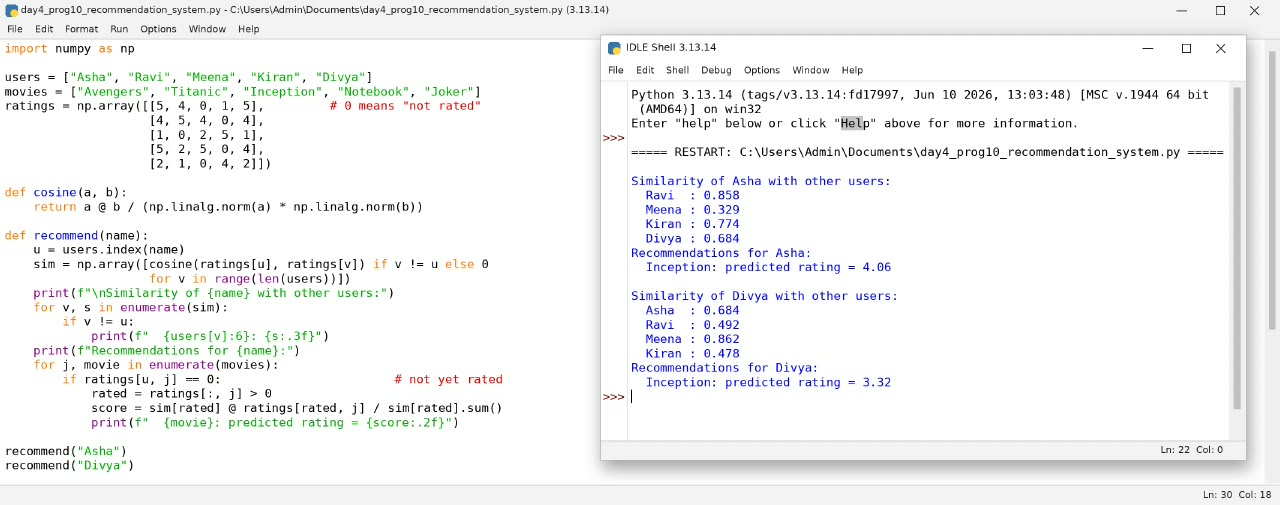 day4_prog10_recommendation_system.py - C:\Users\Admin\Documents\day4_prog10_recommendation_system.py (3.13.14)
File Edit Format Run Options Window Help
import numpy as np
users = ["Asha", "Ravi", "Meena", "Kiran", "Divya"]
movies = ["Avengers", "Titanic", "Inception", "Notebook", "Joker"]
ratings = np.array([[5, 4, 0, 1, 5],         # 0 means "not rated"
                    [4, 5, 4, 0, 4],
                    [1, 0, 2, 5, 1],
                    [5, 2, 5, 0, 4],
                    [2, 1, 0, 4, 2]])
def cosine(a, b):
    return a @ b / (np.linalg.norm(a) * np.linalg.norm(b))
def recommend(name):
    u = users.index(name)
    sim = np.array([cosine(ratings[u], ratings[v]) if v != u else 0
                    for v in range(len(users))])
    print(f"\nSimilarity of {name} with other users:")
    for v, s in enumerate(sim):
        if v != u:
            print(f"  {users[v]:6}: {s:.3f}")
    print(f"Recommendations for {name}:")
    for j, movie in enumerate(movies):
        if ratings[u, j] == 0:                        # not yet rated
            rated = ratings[:, j] > 0
            score = sim[rated] @ ratings[rated, j] / sim[rated].sum()
            print(f"  {movie}: predicted rating = {score:.2f}")
recommend("Asha")
recommend("Divya")
Ln: 30 Col: 18
IDLE Shell 3.13.14
File Edit Shell Debug Options Window Help
Python 3.13.14 (tags/v3.13.14:fd17997, Jun 10 2026, 13:03:48) [MSC v.1944 64 bit
 (AMD64)] on win32
Enter "help" below or click "Help" above for more information.
>>>
===== RESTART: C:\Users\Admin\Documents\day4_prog10_recommendation_system.py =====
Similarity of Asha with other users:
  Ravi  : 0.858
  Meena : 0.329
  Kiran : 0.774
  Divya : 0.684
Recommendations for Asha:
  Inception: predicted rating = 4.06
Similarity of Divya with other users:
  Asha  : 0.684
  Ravi  : 0.492
  Meena : 0.862
  Kiran : 0.478
Recommendations for Divya:
  Inception: predicted rating = 3.32
>>>
Ln: 22 Col: 0